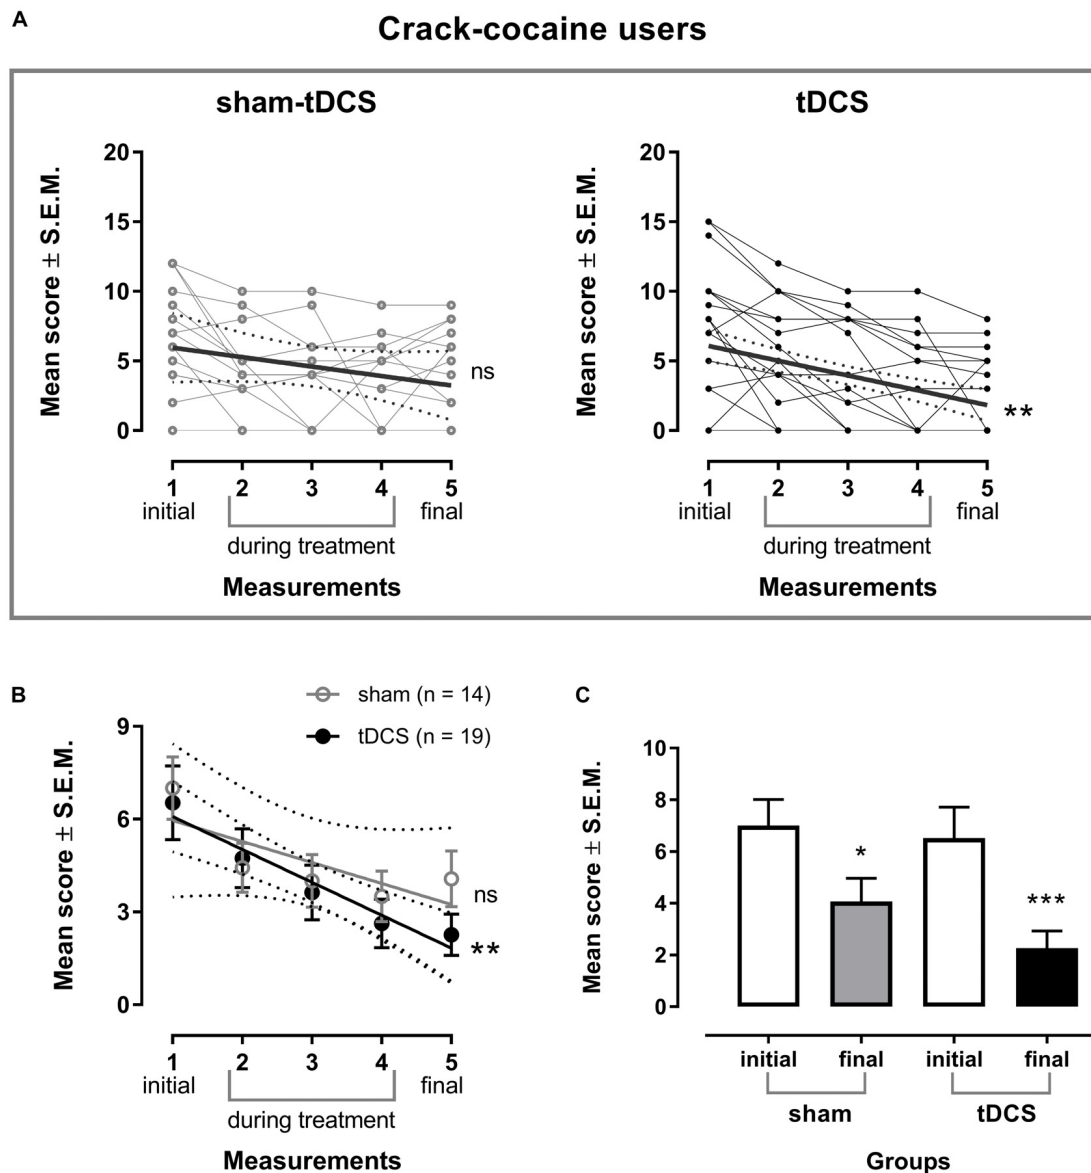 A
Crack-cocaine users
sham-tDCS
Mean score ± S.E.M.
20
15
10
5
0
ns
1 2 3 4 5
initial final
during treatment
Measurements
tDCS
Mean score ± S.E.M.
20
15
10
5
0
**
1 2 3 4 5
initial final
during treatment
Measurements
B
sham (n = 14)
tDCS (n = 19)
Mean score ± S.E.M.
9
6
3
0
ns
**
1 2 3 4 5
initial final
during treatment
Measurements
C
Mean score ± S.E.M.
10
8
6
4
2
0
*
***
initial final initial final
sham tDCS
Groups